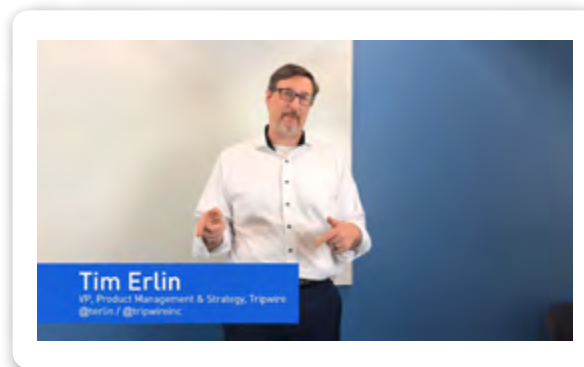 Tim Erlin
VP, Product Management & Strategy, Tripwire
@terlin / @tripwireinc